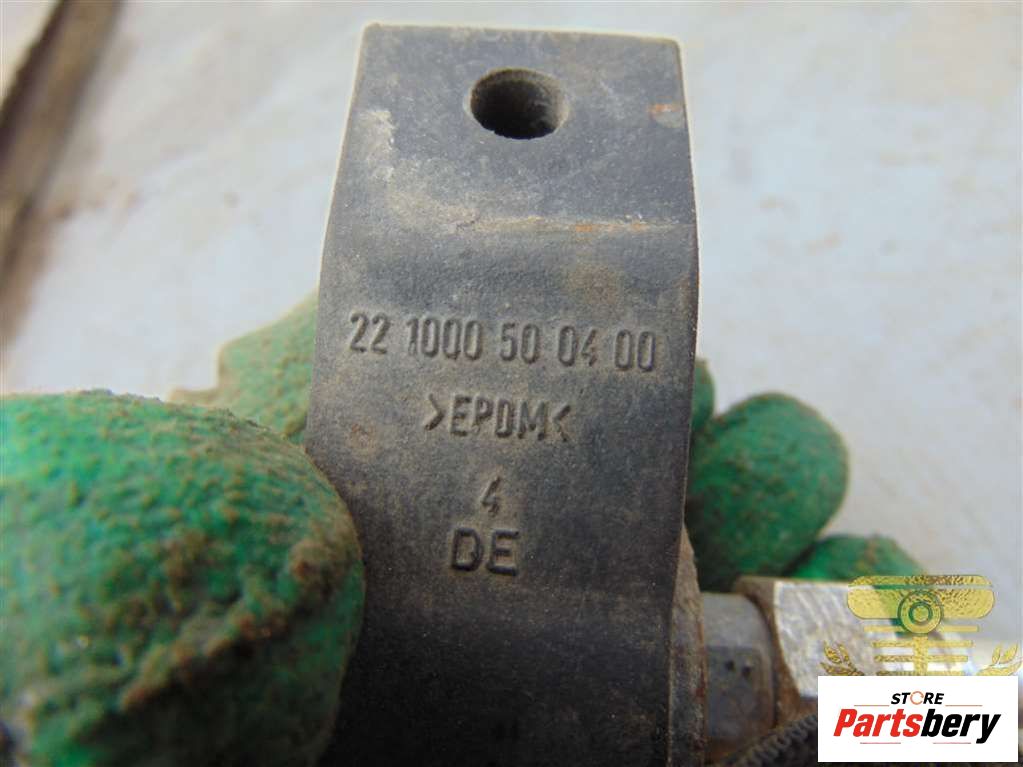 22 1000 50 04 00
>EPDM<
4
DE
STORE
Partsbery